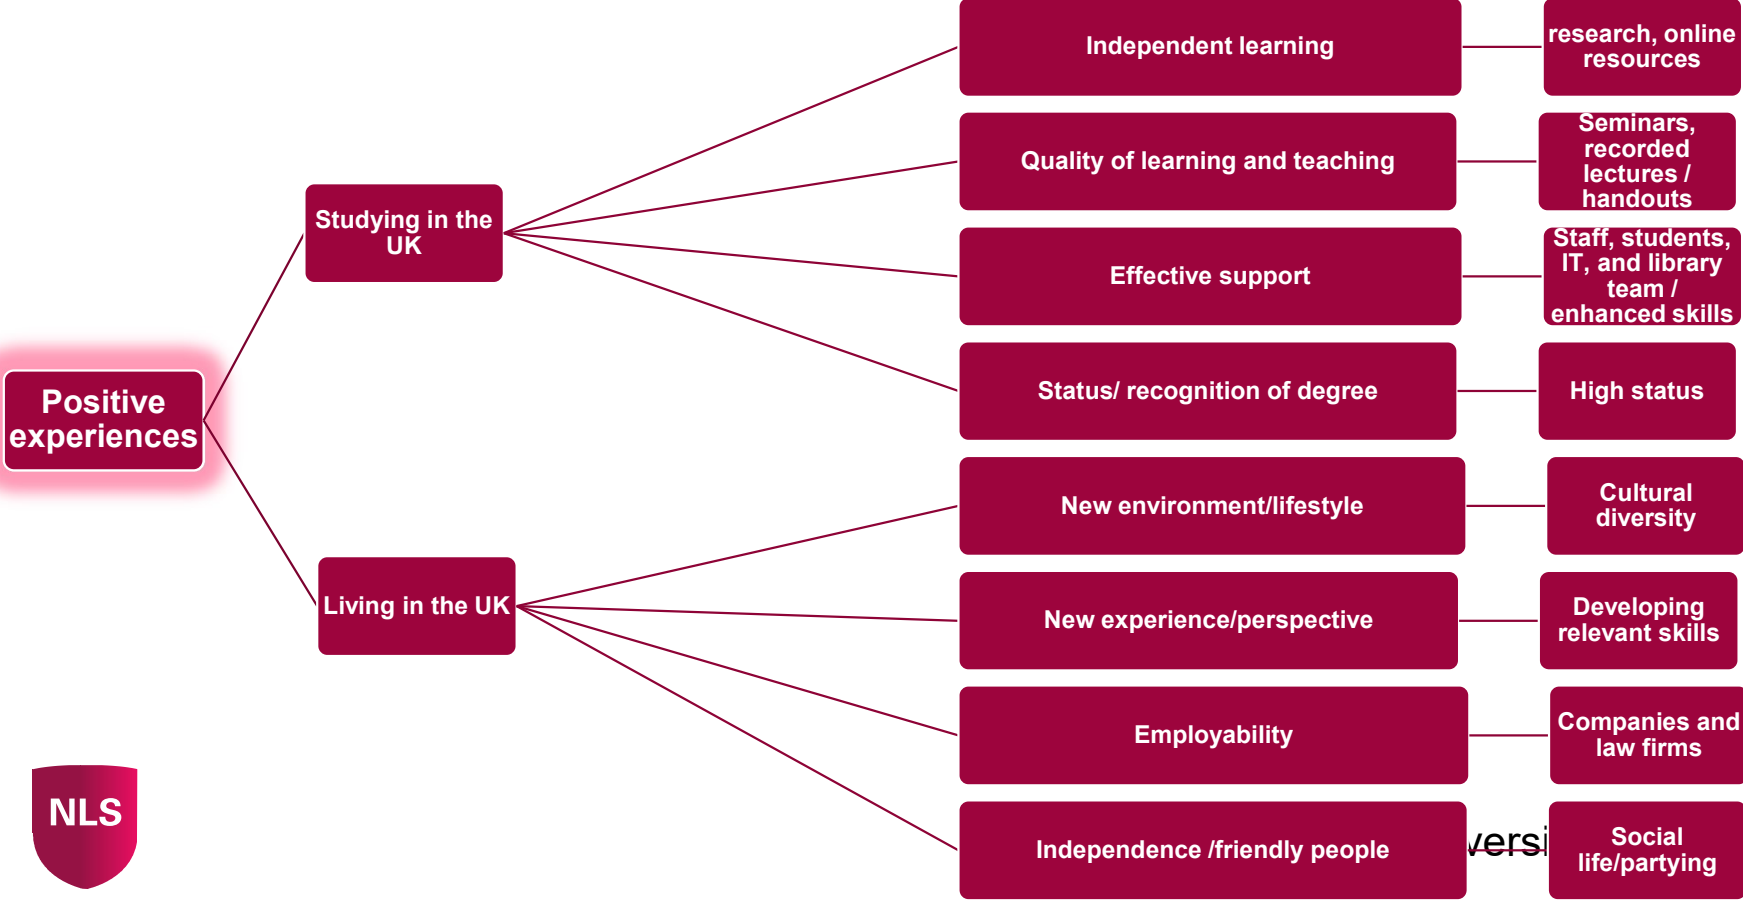 Positive
experiences
Studying in the
UK
Independent learning
research, online
resources
Quality of learning and teaching
Seminars,
recorded
lectures /
handouts
Effective support
Staff, students,
IT, and library
team /
enhanced skills
Status/ recognition of degree
High status
Living in the UK
New environment/lifestyle
Cultural
diversity
New experience/perspective
Developing
relevant skills
Employability
Companies and
law firms
Independence /friendly people
Social
life/partying
NLS